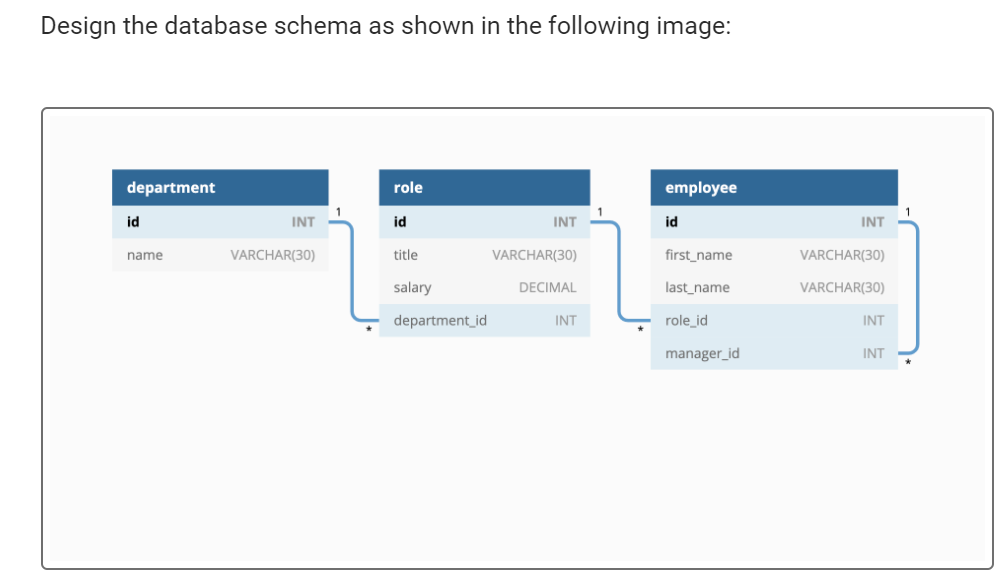 Design the database schema as shown in the following image:
department
id INT
name VARCHAR(30)
1
*
role
id INT
title VARCHAR(30)
salary DECIMAL
department_id INT
1
*
employee
id INT
first_name VARCHAR(30)
last_name VARCHAR(30)
role_id INT
manager_id INT
1
*